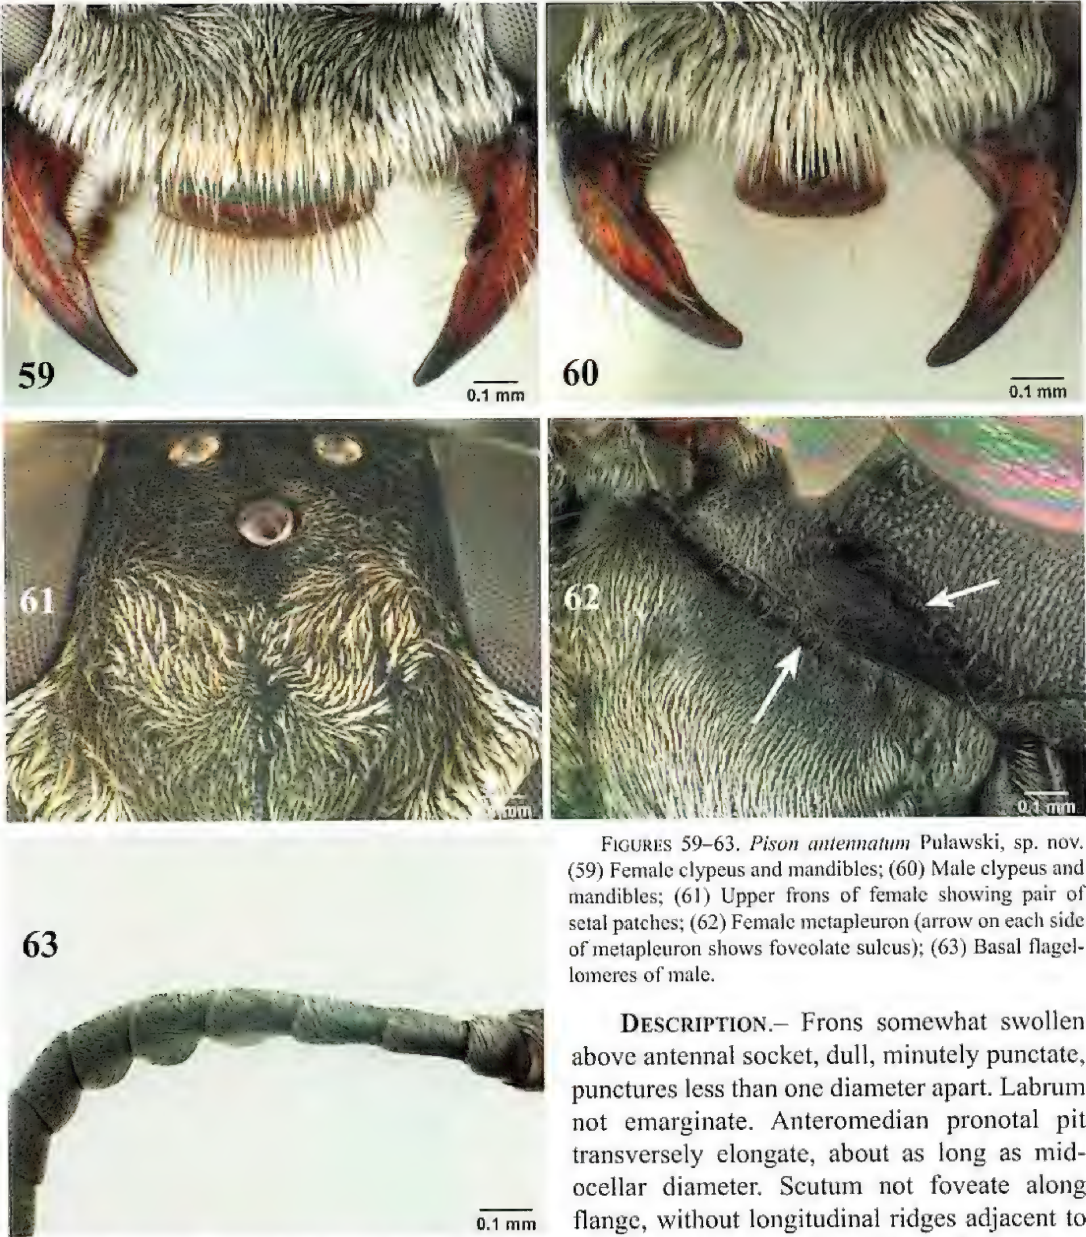 59
0.1 mm
60
0.1 mm
61
mm
62
0.1 mm
FIGURES 59–63. Pison antennatum Pulawski, sp. nov.
(59) Female clypeus and mandibles; (60) Male clypeus and
mandibles; (61) Upper frons of female showing pair of
setal patches; (62) Female metapleuron (arrow on each side
of metapleuron shows foveolate sulcus); (63) Basal flagel-
lomeres of male.
63
0.1 mm
DESCRIPTION.– Frons somewhat swollen
above antennal socket, dull, minutely punctate,
punctures less than one diameter apart. Labrum
not emarginate. Anteromedian pronotal pit
transversely elongate, about as long as mid-
ocellar diameter. Scutum not foveate along
flange, without longitudinal ridges adjacent to